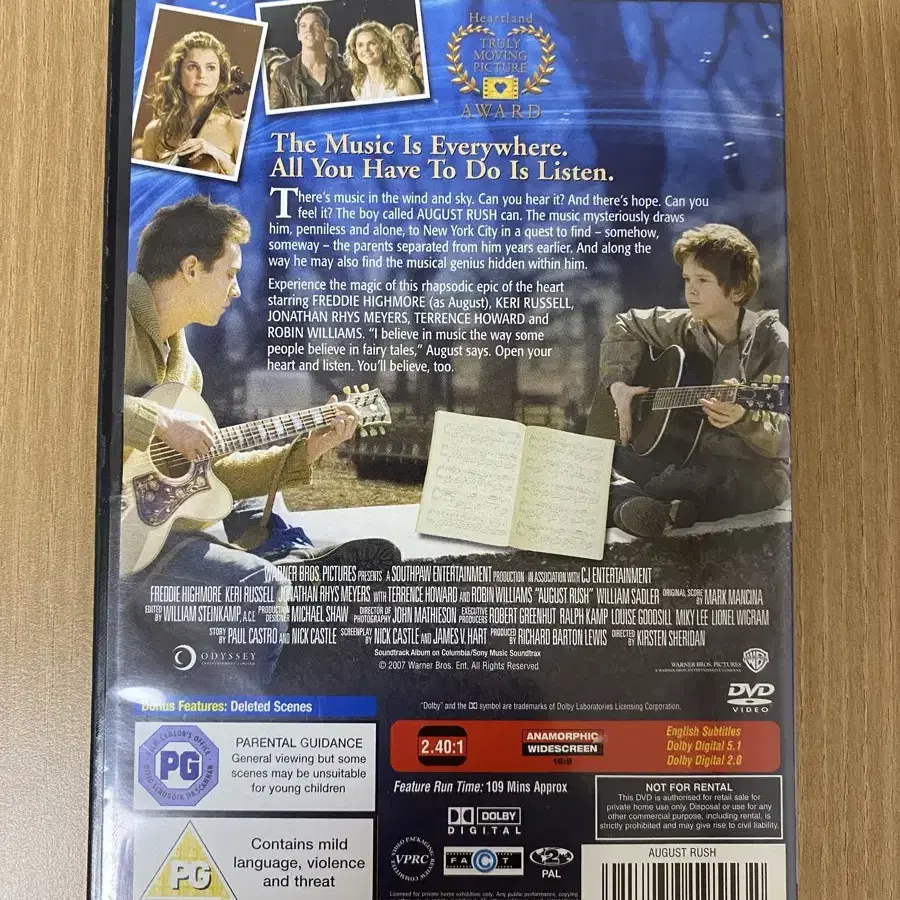 Heartland
TRULY
MOVING
PICTURE
AWARD
The Music Is Everywhere.
All You Have To Do Is Listen.
There's music in the wind and sky. Can you hear it? And there's hope. Can you
feel it? The boy called AUGUST RUSH can. The music mysteriously draws
him, penniless and alone, to New York City in a quest to find – somehow,
someway – the parents separated from him years earlier. And along the
way he may also find the musical genius hidden within him.
Experience the magic of this rhapsodic epic of the heart
starring FREDDIE HIGHMORE (as August), KERI RUSSELL,
JONATHAN RHYS MEYERS, TERRENCE HOWARD and
ROBIN WILLIAMS. “I believe in music the way some
people believe in fairy tales,” August says. Open your
heart and listen. You'll believe, too.
WARNER BROS. PICTURES PRESENTS A SOUTHPAW ENTERTAINMENT PRODUCTION IN ASSOCIATION WITH CJ ENTERTAINMENT
FREDDIE HIGHMORE KERI RUSSELL JONATHAN RHYS MEYERS WITH TERRENCE HOWARD AND ROBIN WILLIAMS "AUGUST RUSH" WILLIAM SADLER ORIGINAL SCORE BY MARK MANCINA
EDITED BY WILLIAM STEINKAMP, A.C.E. PRODUCTION DESIGNER MICHAEL SHAW DIRECTOR OF PHOTOGRAPHY JOHN MATHIESON EXECUTIVE PRODUCERS ROBERT GREENHUT RALPH KAMP LOUISE GOODSILL MIKY LEE LIONEL WIGRAM
STORY BY PAUL CASTRO AND NICK CASTLE SCREENPLAY BY NICK CASTLE AND JAMES V. HART PRODUCED BY RICHARD BARTON LEWIS DIRECTED BY KIRSTEN SHERIDAN
ODYSSEY
ENTERTAINMENT LIMITED
Soundtrack Album on Columbia/Sony Music Soundtrax
© 2007 Warner Bros. Ent. All Rights Reserved
WARNER BROS. PICTURES
A WARNER BROS. ENTERTAINMENT COMPANY
DVD
VIDEO
Bonus Features: Deleted Scenes
"Dolby" and the DD symbol are trademarks of Dolby Laboratories Licensing Corporation.
PG
PARENTAL GUIDANCE
General viewing but some
scenes may be unsuitable
for young children
2.40:1
ANAMORPHIC
WIDESCREEN
16:9
English Subtitles
Dolby Digital 5.1
Dolby Digital 2.0
Feature Run Time: 109 Mins Approx
NOT FOR RENTAL
This DVD is authorised for retail sale for
private home use only. Disposal or use for any
other commercial purpose, including rental, is
strictly prohibited and may give rise to civil liability.
DOLBY
DIGITAL
PG
Contains mild
language, violence
and threat
VPRC
FACT
2
PAL
AUGUST RUSH